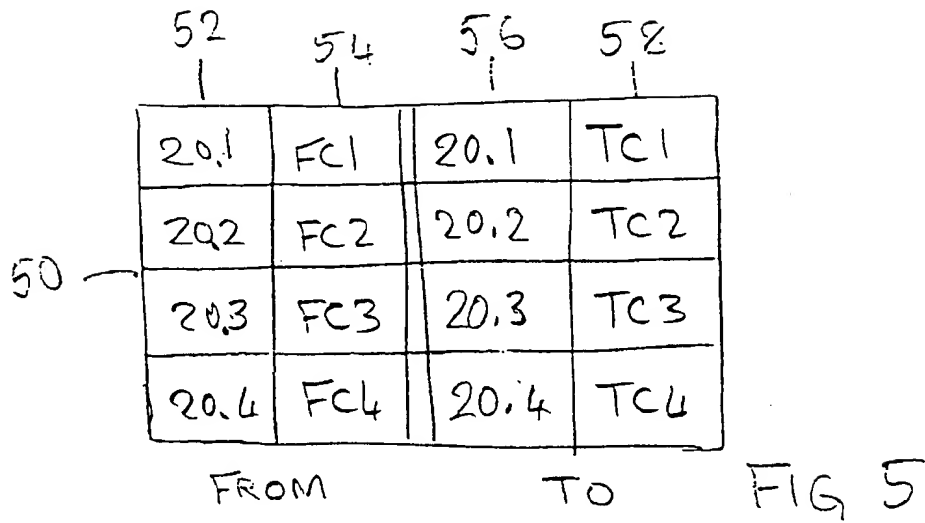 52 54 56 58
20.1 FC1 20.1 TC1
20.2 FC2 20.2 TC2
50
20.3 FC3 20.3 TC3
20.4 FC4 20.4 TC4
FROM TO FIG 5